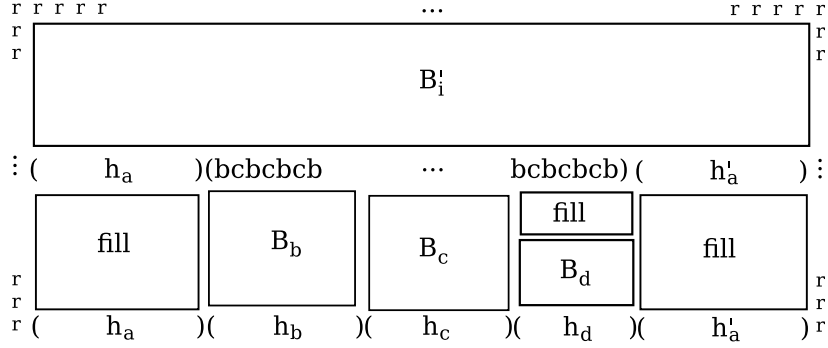 r r r r r ... r r r r r
r r
r r
B'i
⋮ ( ha )(bcbcbcb ... bcbcbcb) ( h'a ) ⋮
fill Bb Bc fill fill
Bd
r r
r r
r ( ha )( hb )( hc )( hd )( h'a ) r